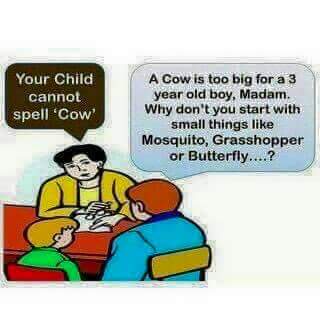 Your Child
cannot
spell ‘Cow’
A Cow is too big for a 3
year old boy, Madam.
Why don’t you start with
small things like
Mosquito, Grasshopper
or Butterfly....?